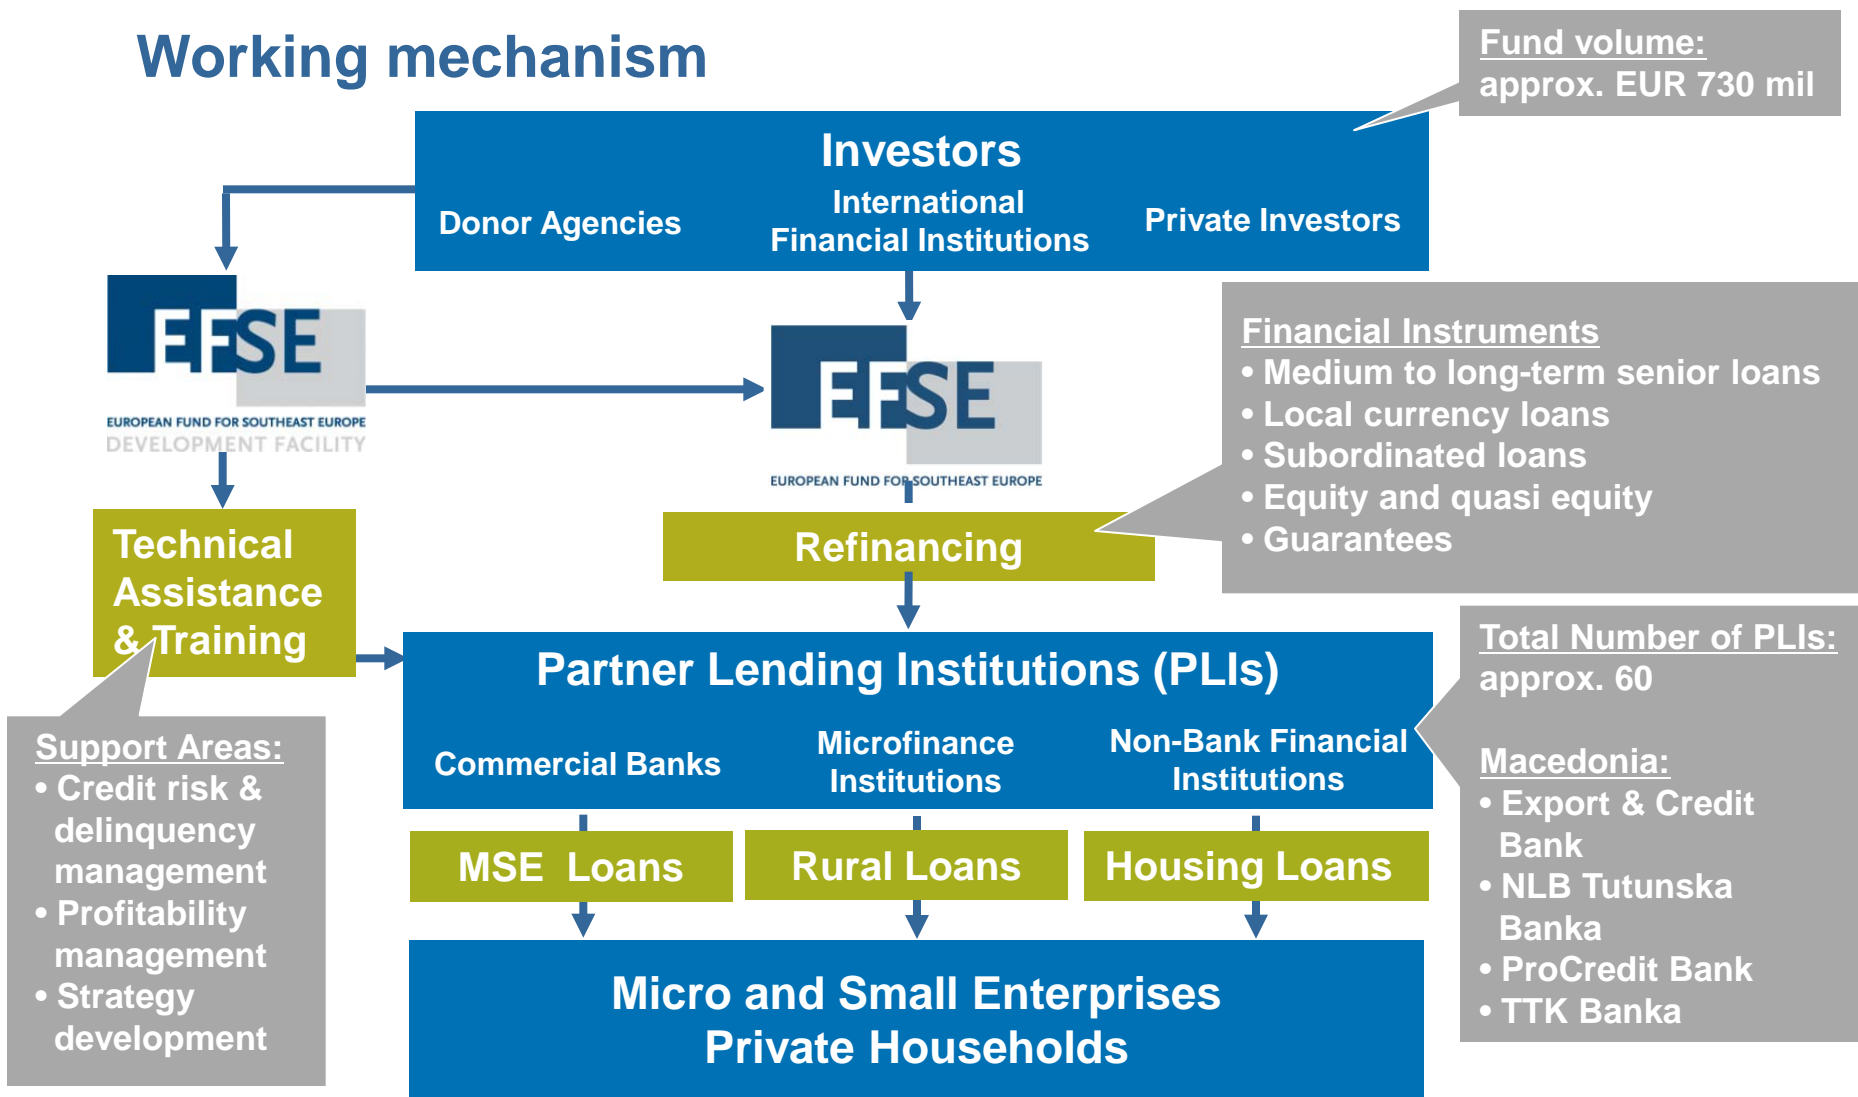 Working mechanism
Fund volume:
approx. EUR 730 mil
Investors
Donor Agencies
International
Financial Institutions
Private Investors
EFSE
EUROPEAN FUND FOR SOUTHEAST EUROPE
DEVELOPMENT FACILITY
EFSE
EUROPEAN FUND FOR SOUTHEAST EUROPE
Financial Instruments
• Medium to long-term senior loans
• Local currency loans
• Subordinated loans
• Equity and quasi equity
• Guarantees
Technical
Assistance
& Training
Refinancing
Partner Lending Institutions (PLIs)
Commercial Banks
Microfinance
Institutions
Non-Bank Financial
Institutions
Total Number of PLIs:
approx. 60
Macedonia:
• Export & Credit
Bank
• NLB Tutunska
Banka
• ProCredit Bank
• TTK Banka
Support Areas:
• Credit risk &
delinquency
management
• Profitability
management
• Strategy
development
MSE Loans
Rural Loans
Housing Loans
Micro and Small Enterprises
Private Households